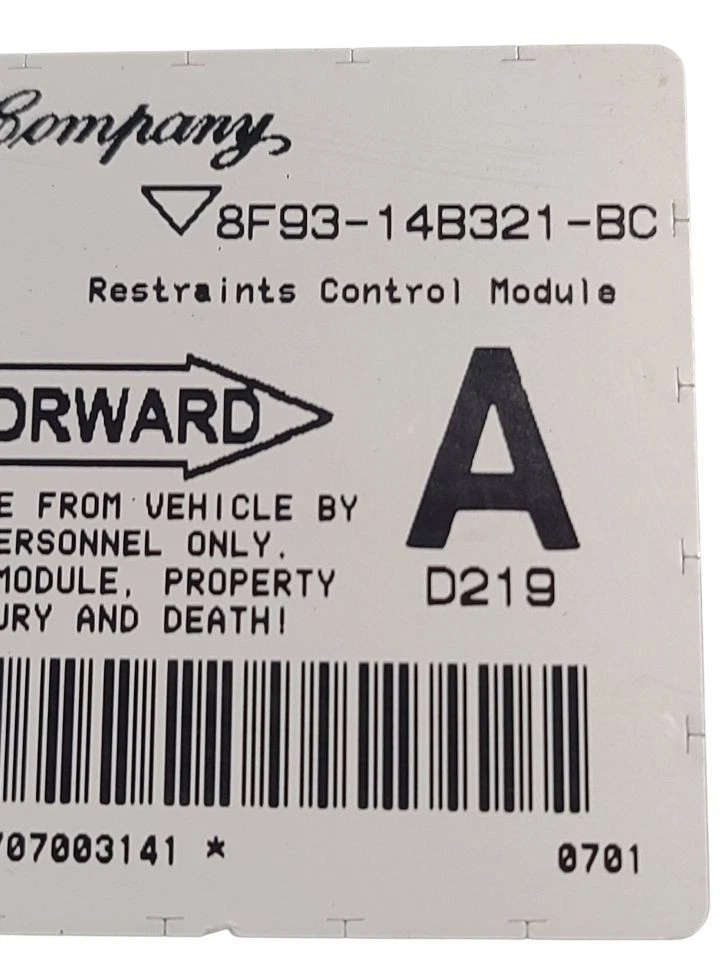 Company
8F93-14B321-BC
Restraints Control Module
ORWARD
A
E FROM VEHICLE BY
ERSONNEL ONLY.
MODULE, PROPERTY
URY AND DEATH!
D219
707003141 *
0701